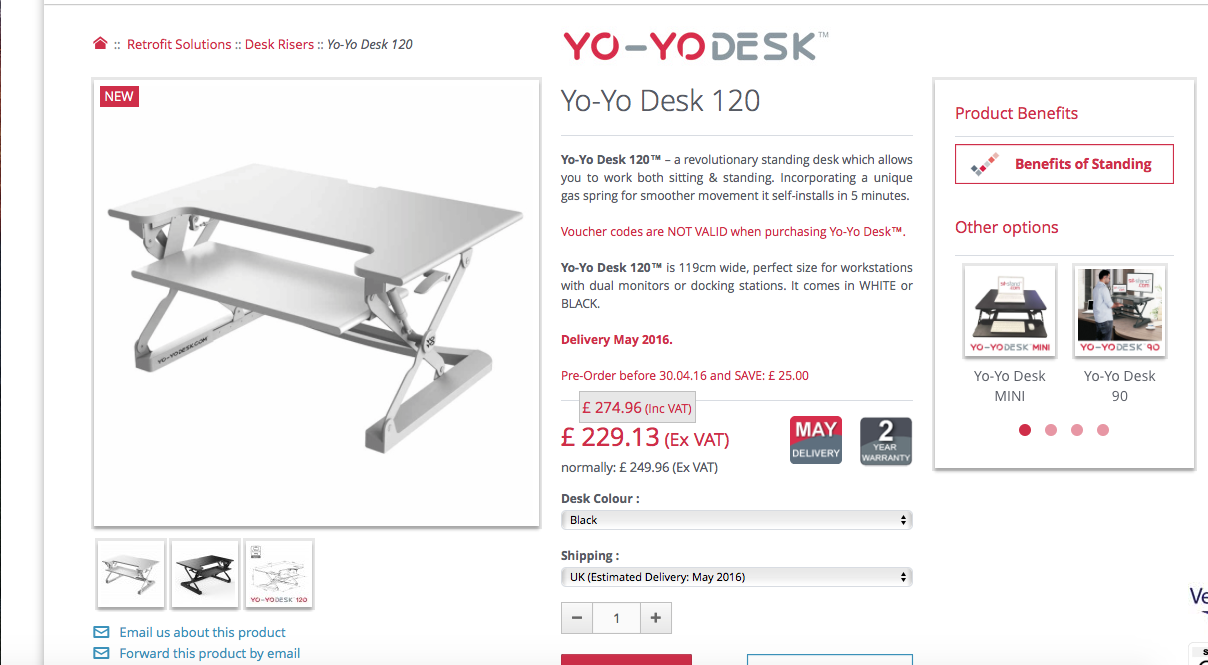 :: Retrofit Solutions :: Desk Risers :: Yo-Yo Desk 120
NEW
YO-YODESK.COM
YO-YODESK 120
Email us about this product
Forward this product by email
YO-YODESK™
Yo-Yo Desk 120
Yo-Yo Desk 120™ – a revolutionary standing desk which allows
you to work both sitting & standing. Incorporating a unique
gas spring for smoother movement it self-installs in 5 minutes.
Voucher codes are NOT VALID when purchasing Yo-Yo Desk™.
Yo-Yo Desk 120™ is 119cm wide, perfect size for workstations
with dual monitors or docking stations. It comes in WHITE or
BLACK.
Delivery May 2016.
Pre-Order before 30.04.16 and SAVE: £ 25.00
£ 274.96 (Inc VAT)
£ 229.13 (Ex VAT)
normally: £ 249.96 (Ex VAT)
MAY
DELIVERY
2
YEAR
WARRANTY
Desk Colour :
Black
Shipping :
UK (Estimated Delivery: May 2016)
− 1 +
Product Benefits
Benefits of Standing
Other options
YO-YODESK MINI
YO-YODESK 90
Yo-Yo Desk
MINI
Yo-Yo Desk
90